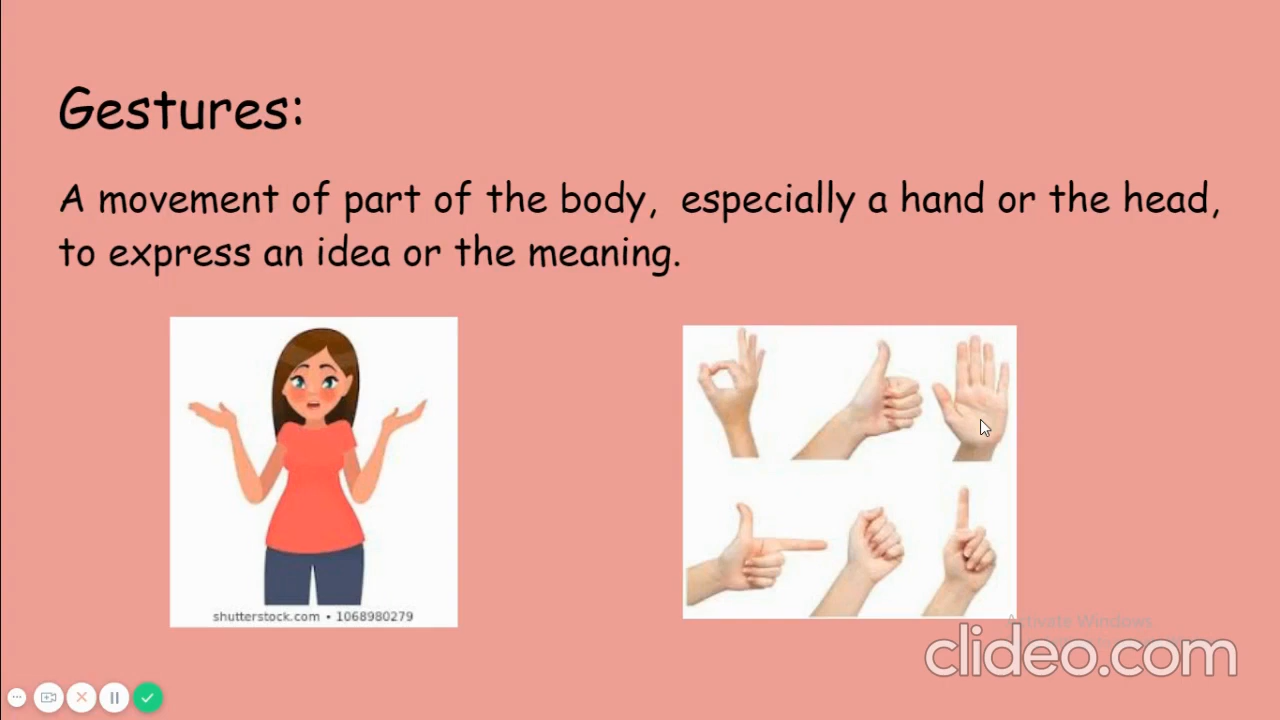 Gestures:
A movement of part of the body, especially a hand or the head,
to express an idea or the meaning.
shutterstock.com • 1068980279
Activate Windows
clideo.com